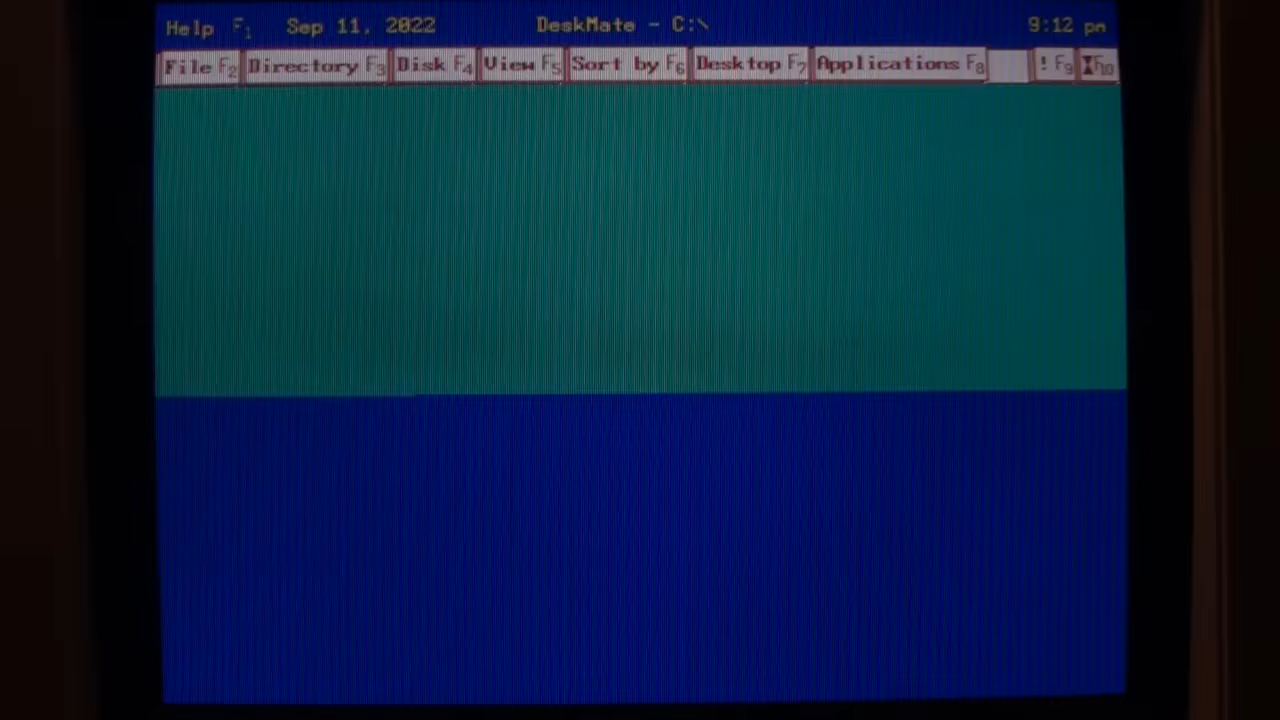 Help F1 Sep 11, 2022 DeskMate - C:\ 9:12 pm
File F2 Directory F3 Disk F4 View F5 Sort by F6 Desktop F7 Applications F8 ! F9 F10